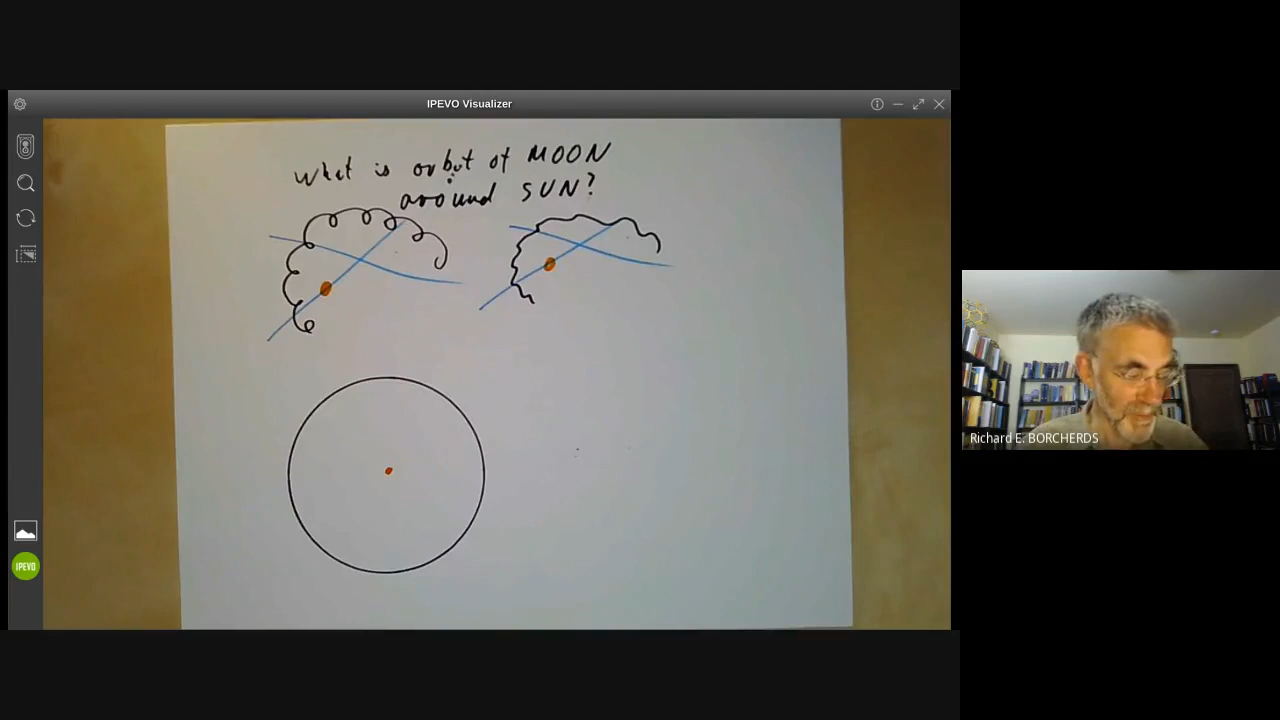 IPEVO Visualizer
What is orbit of MOON
around SUN?
IPEVO
Richard E. BORCHERDS